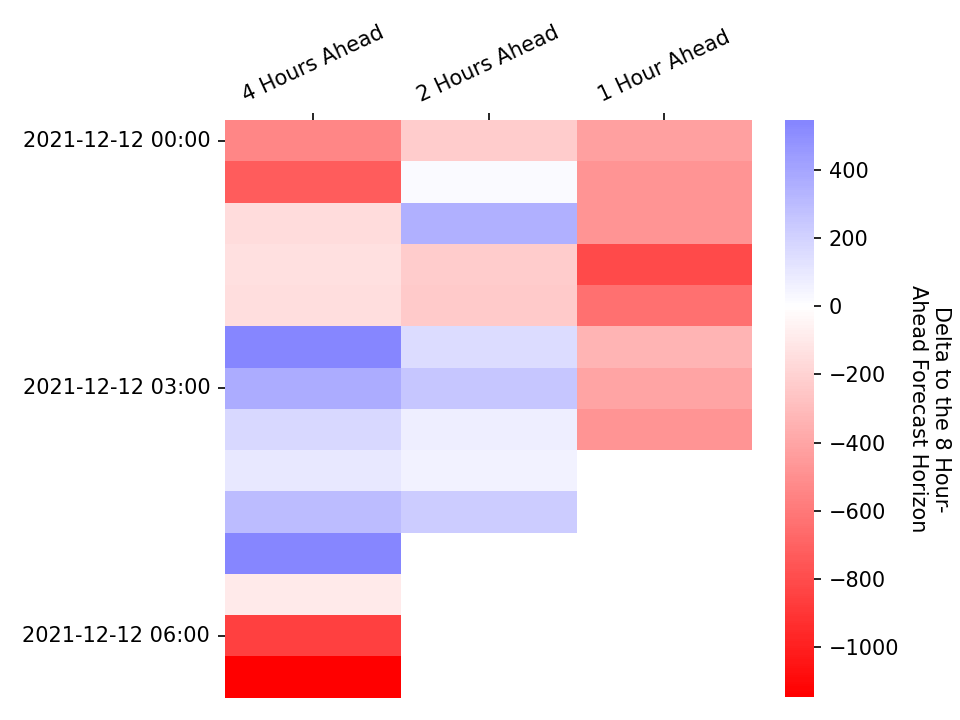 4 Hours Ahead
2 Hours Ahead
1 Hour Ahead
2021-12-12 00:00
2021-12-12 03:00
2021-12-12 06:00
400
200
0
−200
−400
−600
−800
−1000
Delta to the 8 Hour-
Ahead Forecast Horizon